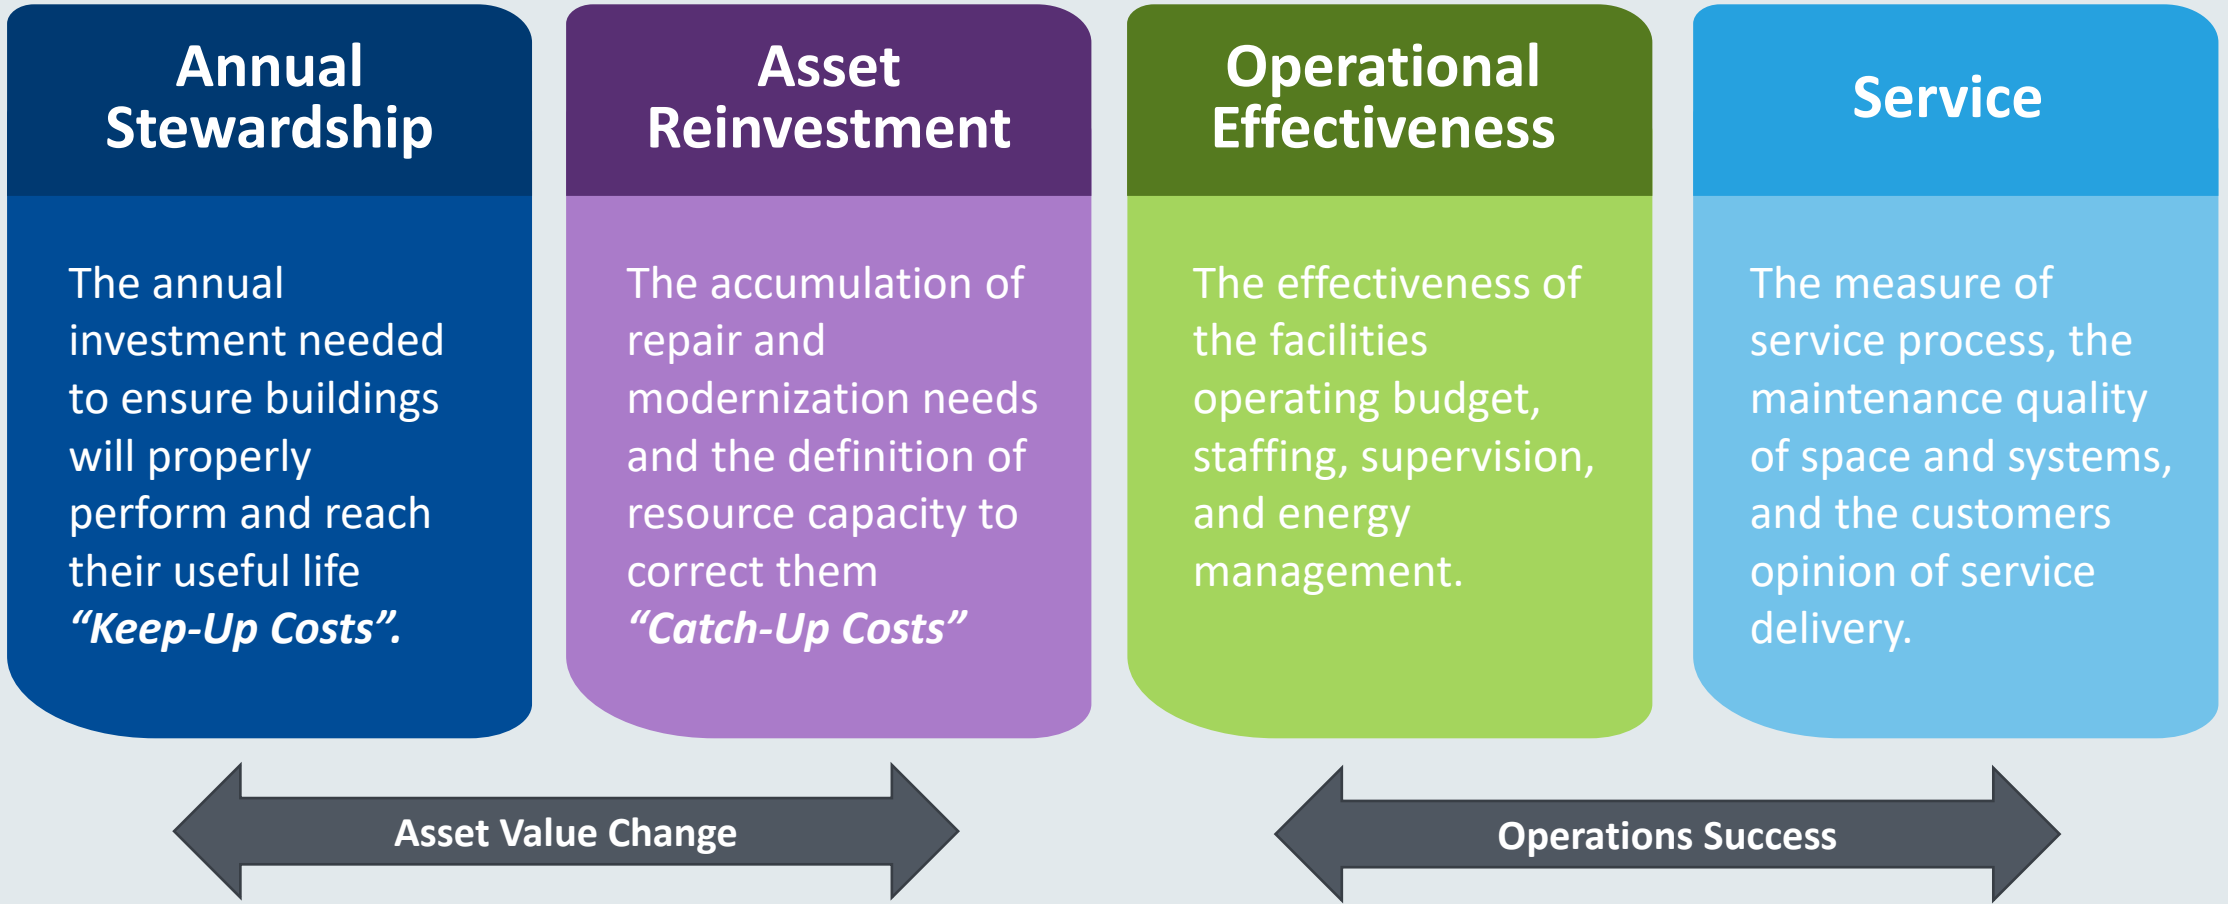 Annual
Stewardship
The annual
investment needed
to ensure buildings
will properly
perform and reach
their useful life
“Keep-Up Costs”.
Asset
Reinvestment
The accumulation of
repair and
modernization needs
and the definition of
resource capacity to
correct them
“Catch-Up Costs”
Operational
Effectiveness
The effectiveness of
the facilities
operating budget,
staffing, supervision,
and energy
management.
Service
The measure of
service process, the
maintenance quality
of space and systems,
and the customers
opinion of service
delivery.
Asset Value Change
Operations Success